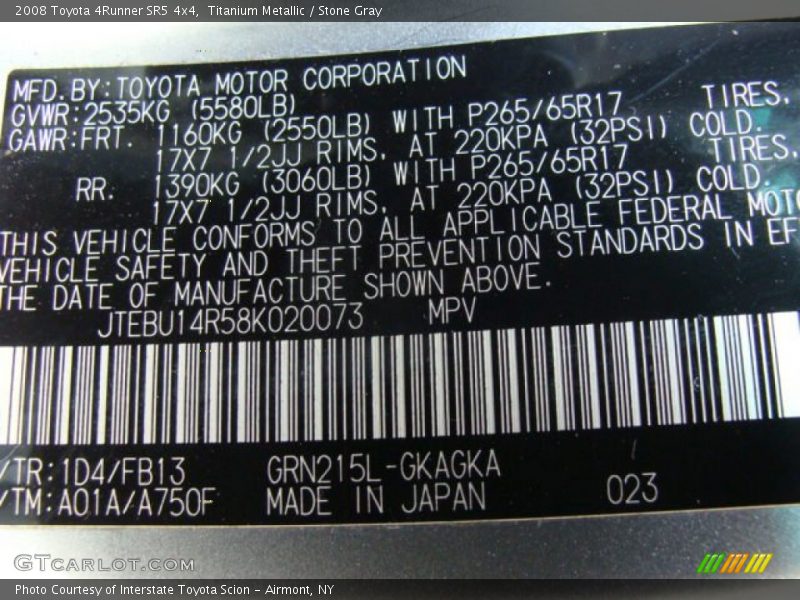 2008 Toyota 4Runner SR5 4x4, Titanium Metallic / Stone Gray
MFD. BY:TOYOTA MOTOR CORPORATION
GVWR:2535KG (5580LB)
GAWR:FRT. 1160KG (2550LB) WITH P265/65R17 TIRES,
17X7 1/2JJ RIMS, AT 220KPA (32PSI) COLD.
RR. 1390KG (3060LB) WITH P265/65R17 TIRES,
17X7 1/2JJ RIMS, AT 220KPA (32PSI) COLD.
THIS VEHICLE CONFORMS TO ALL APPLICABLE FEDERAL MOTO
VEHICLE SAFETY AND THEFT PREVENTION STANDARDS IN EF
THE DATE OF MANUFACTURE SHOWN ABOVE.
JTEBU14R58K020073 MPV
/TR:1D4/FB13 GRN215L-GKAGKA
/TM:A01A/A750F MADE IN JAPAN 023
GTCARLOT.COM
Photo Courtesy of Interstate Toyota Scion - Airmont, NY